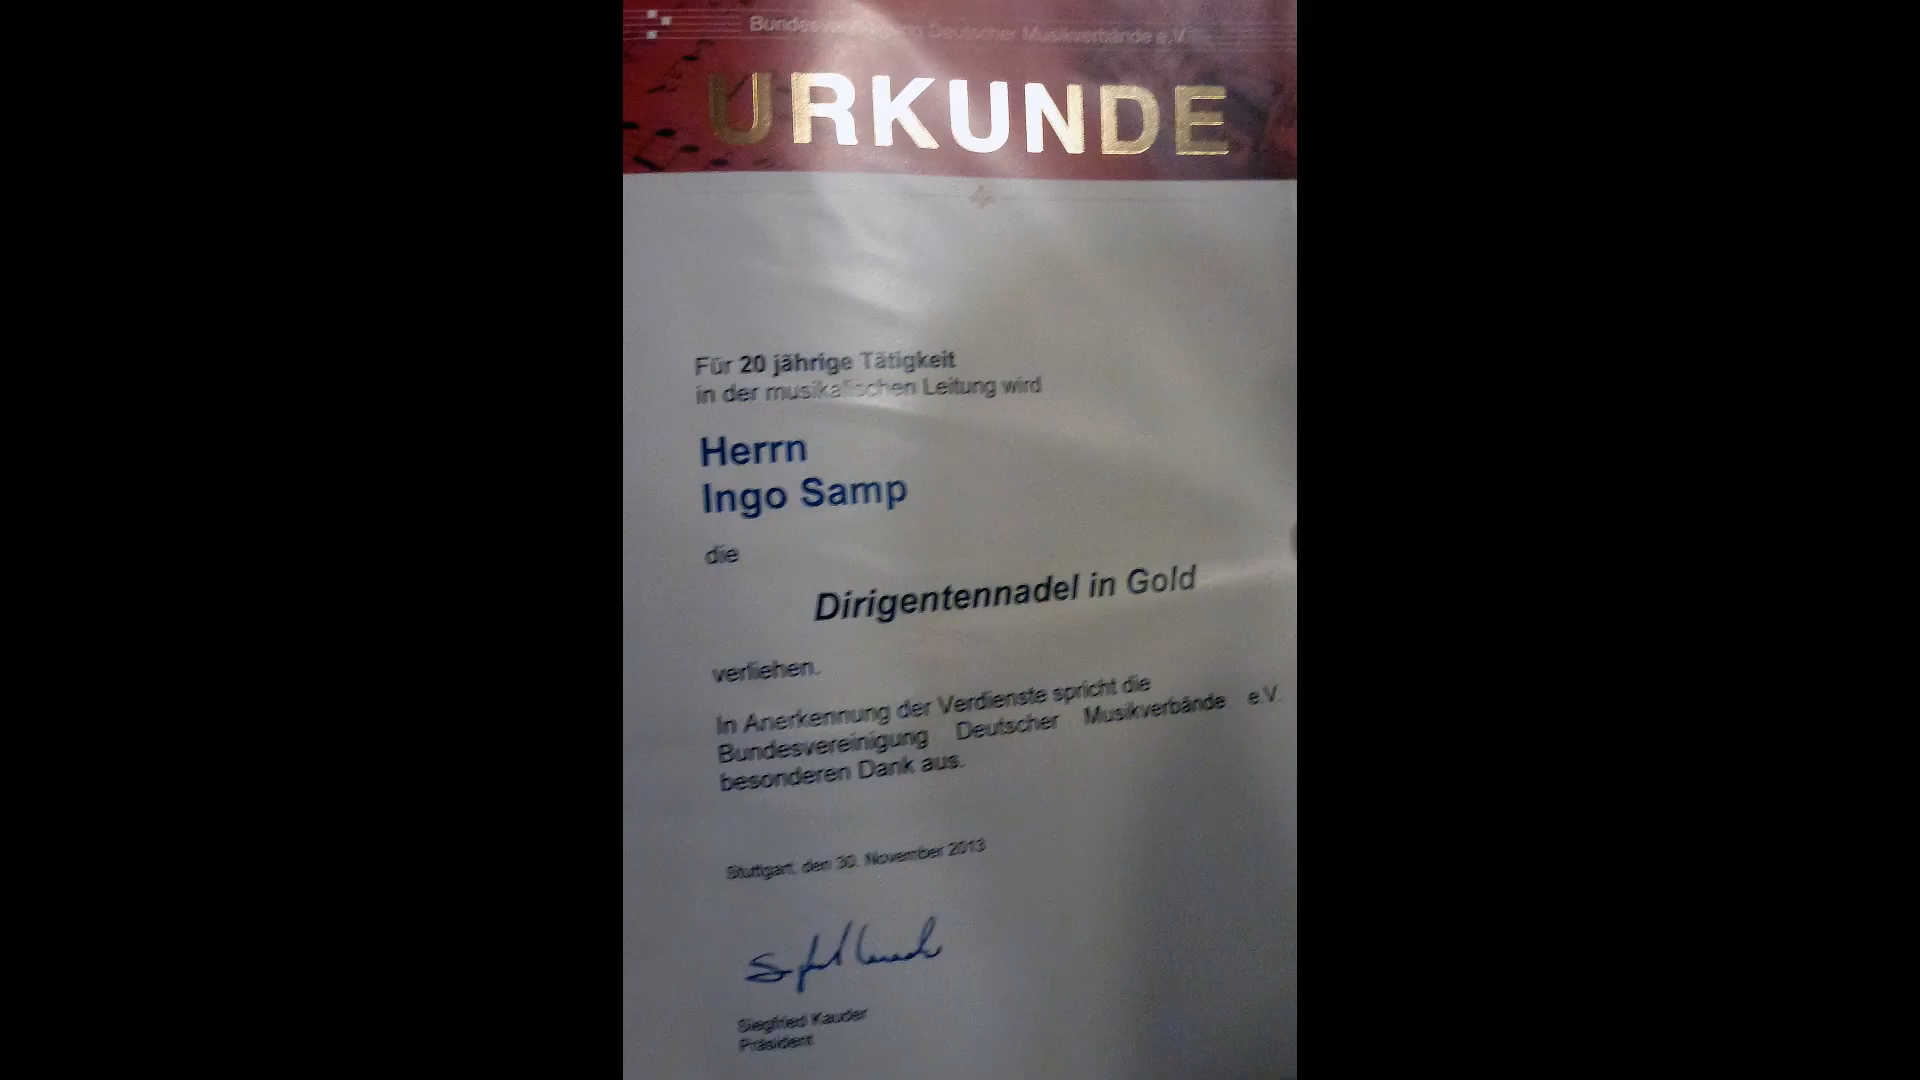 Bundesvereinigung Deutscher Musikverbände e.V.
URKUNDE
Für 20 jährige Tätigkeit
in der musikalischen Leitung wird
Herrn
Ingo Samp
die
Dirigentennadel in Gold
verliehen.
In Anerkennung der Verdienste spricht die
Bundesvereinigung Deutscher Musikverbände e.V.
besonderen Dank aus.
Stuttgart, den 30. November 2013
Siegfried Kauder
Präsident